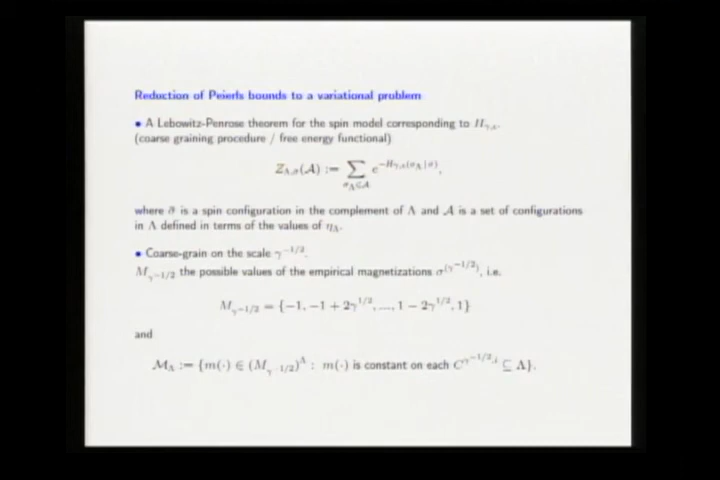 Reduction of Peierls bounds to a variational problem
• A Lebowitz-Penrose theorem for the spin model corresponding to H_{γ,Λ}.
(coarse graining procedure / free energy functional)
Z_{Λ,σ̄}(𝒜) := ∑_{σ_Λ∈𝒜} e^{−H_{γ,Λ}(σ_Λ|σ̄)},
where σ̄ is a spin configuration in the complement of Λ and 𝒜 is a set of configurations
in Λ defined in terms of the values of η_Λ.
• Coarse-grain on the scale γ^{−1/2}.
M_{γ^{−1/2}} the possible values of the empirical magnetizations σ^{(γ^{−1/2})}, i.e.
M_{γ^{−1/2}} = {−1, −1 + 2γ^{1/2}, ..., 1 − 2γ^{1/2}, 1}
and
ℳ_Λ := {m(·) ∈ (M_{γ^{−1/2}})^Λ : m(·) is constant on each C^{γ^{−1/2},i} ⊆ Λ}.